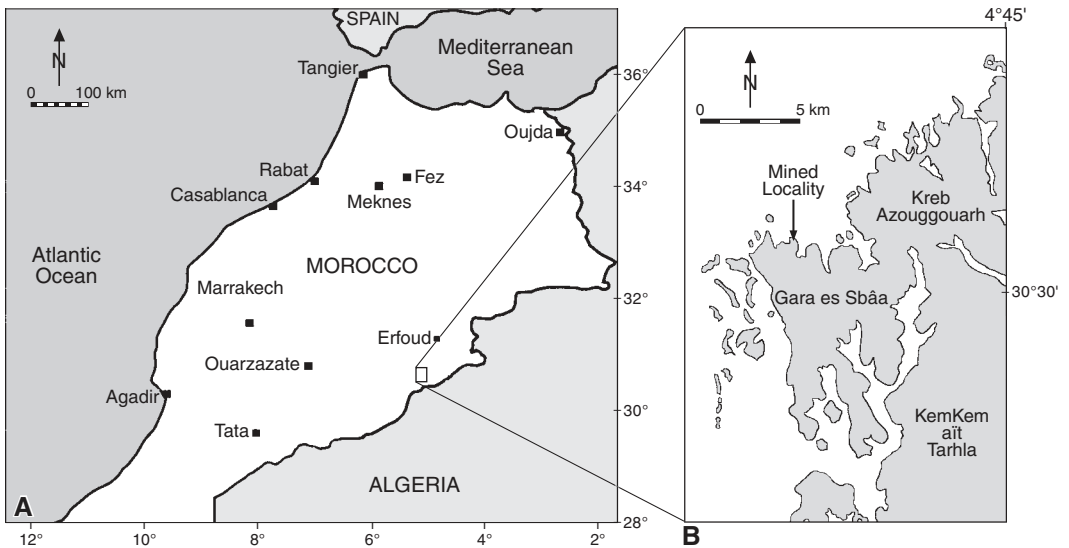 SPAIN
Mediterranean
Sea
N
0 100 km
Tangier
36°
Oujda
Rabat
Fez
Casablanca
Meknes
34°
Atlantic
Ocean
MOROCCO
Marrakech
32°
Erfoud
Ouarzazate
Agadir
30°
Tata
ALGERIA
A
28°
12° 10° 8° 6° 4° 2°
4°45'
N
0 5 km
Mined
Locality
Kreb
Azouggouarh
30°30'
Gara es Sbâa
KemKem
aït
Tarhla
B